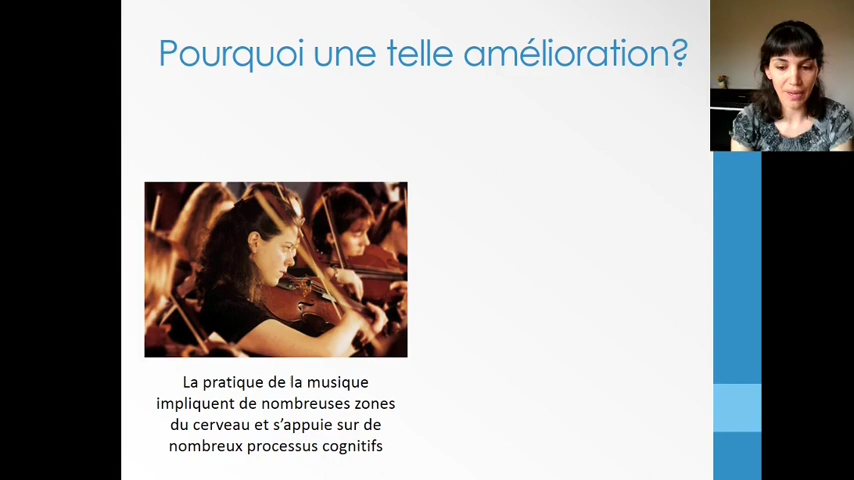 Pourquoi une telle amélioration?
La pratique de la musique
impliquent de nombreuses zones
du cerveau et s’appuie sur de
nombreux processus cognitifs